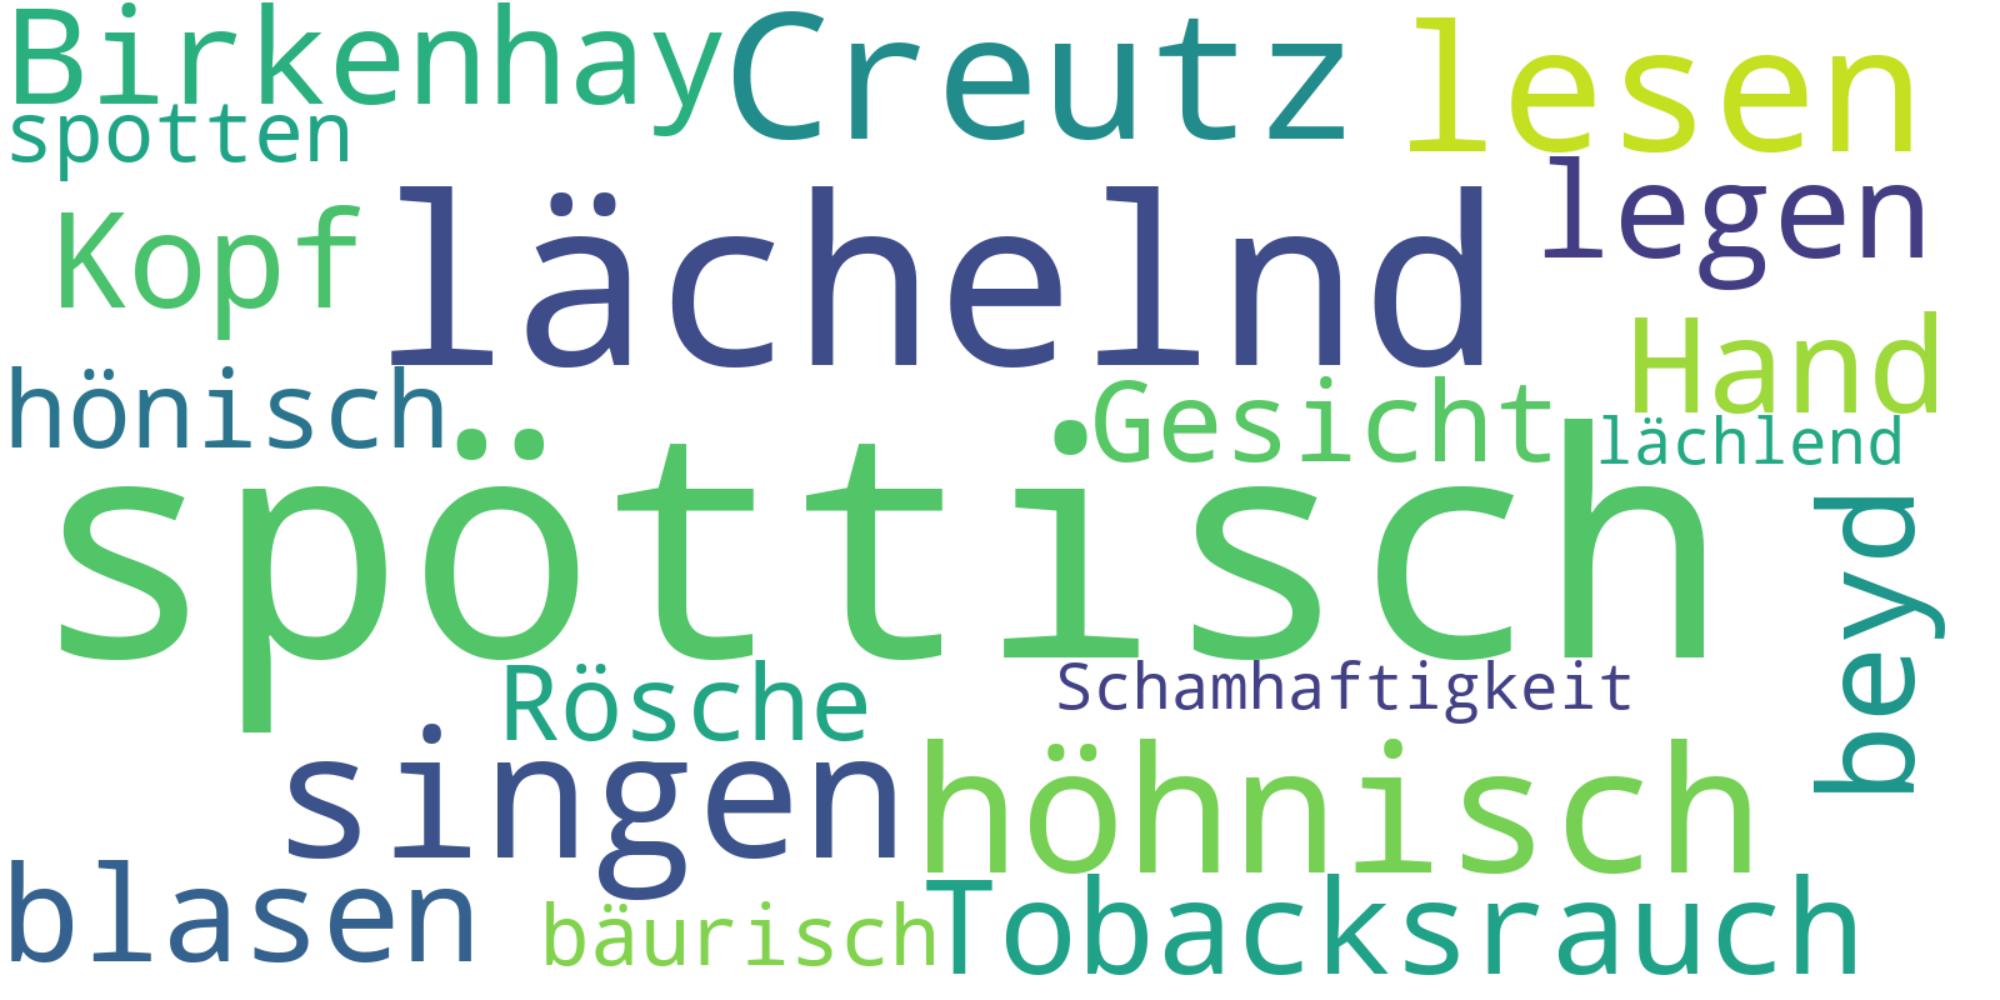 Birkenhay Creutz lesen
spotten
Kopf lächelnd legen
Hand
hönisch Gesicht lächlend
spöttisch beyd
Rösche Schamhaftigkeit
singen höhnisch
blasen bäurisch Tobacksrauch